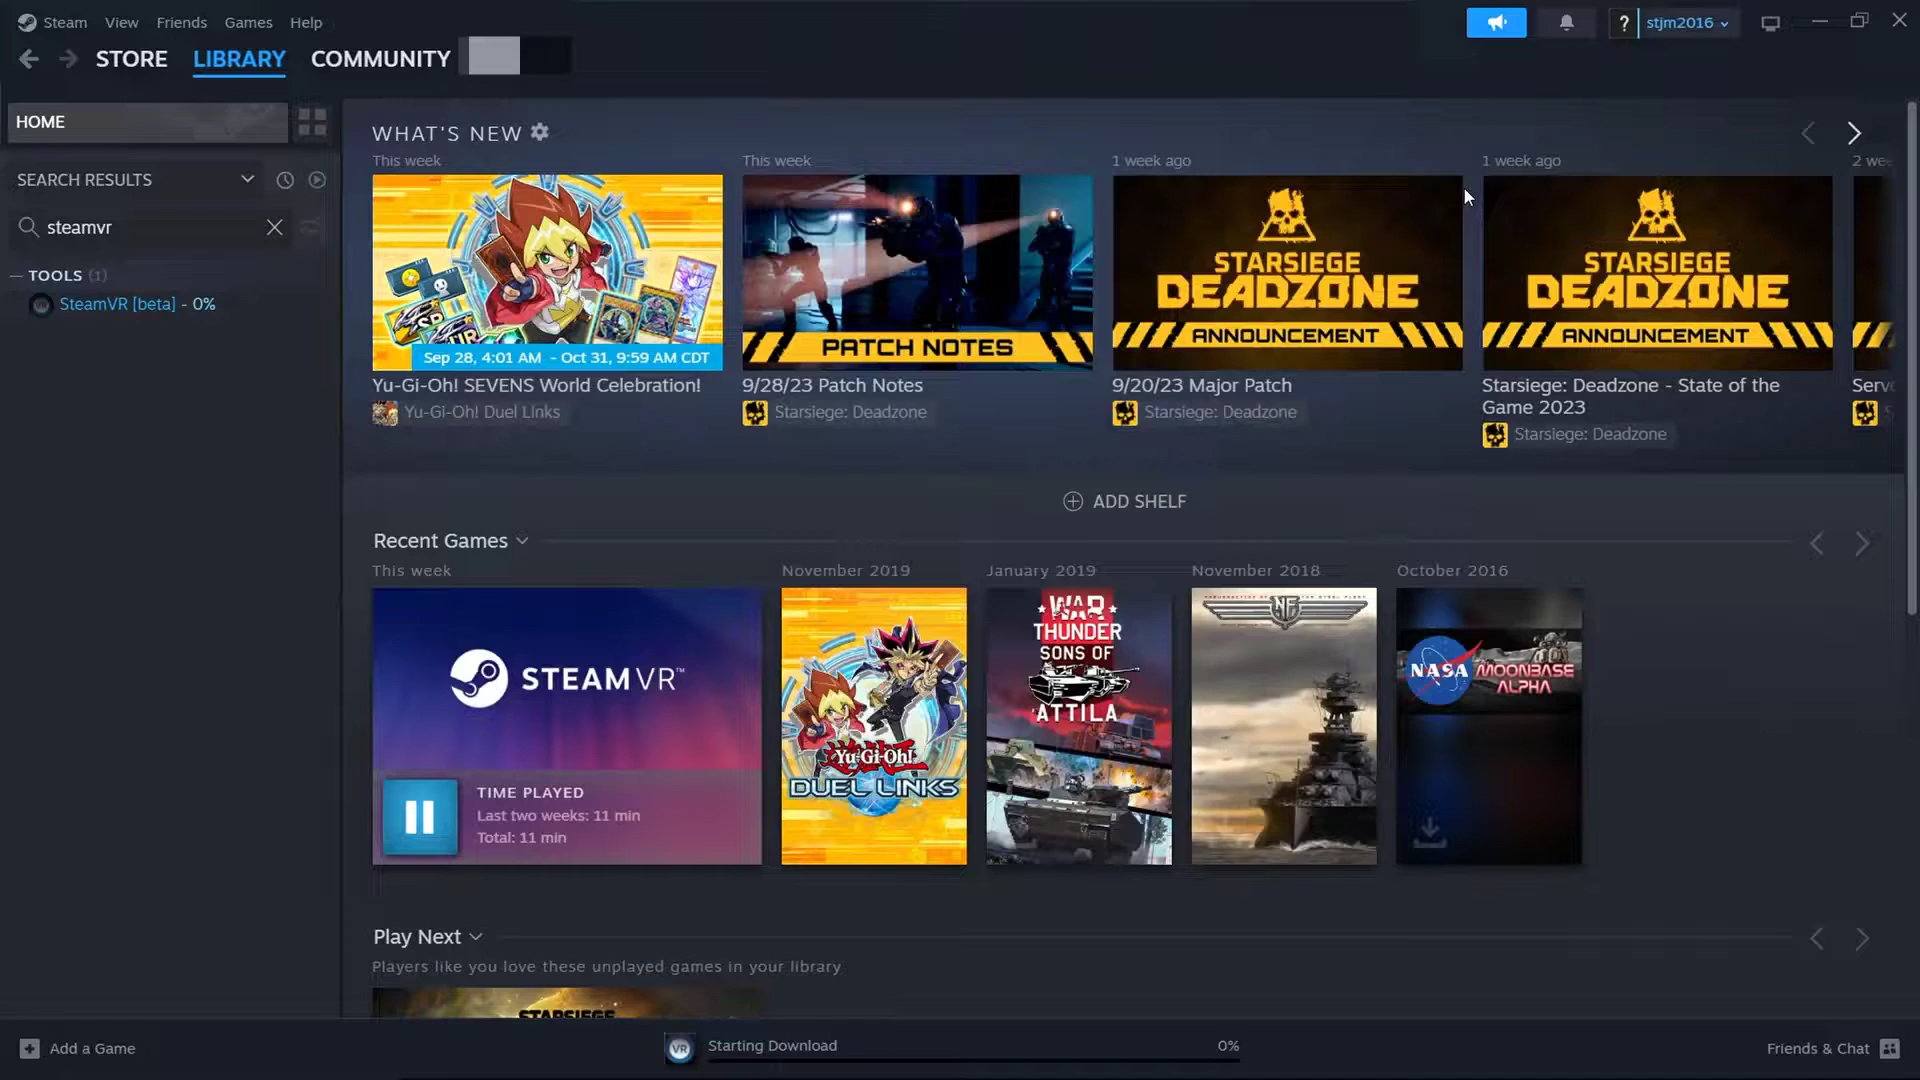 Steam View Friends Games Help
? stjm2016
STORE LIBRARY COMMUNITY
HOME
SEARCH RESULTS
steamvr
TOOLS (1)
SteamVR [beta] - 0%
WHAT'S NEW
This week
This week
1 week ago
1 week ago
2 wee
Sep 28, 4:01 AM - Oct 31, 9:59 AM CDT
PATCH NOTES
STARSIEGE
DEADZONE
ANNOUNCEMENT
STARSIEGE
DEADZONE
ANNOUNCEMENT
Yu-Gi-Oh! SEVENS World Celebration!
Yu-Gi-Oh! Duel Links
9/28/23 Patch Notes
Starsiege: Deadzone
9/20/23 Major Patch
Starsiege: Deadzone
Starsiege: Deadzone - State of the
Game 2023
Starsiege: Deadzone
Serve
ADD SHELF
Recent Games
This week
November 2019
January 2019
November 2018
October 2016
STEAMVR™
TIME PLAYED
Last two weeks: 11 min
Total: 11 min
Yu-Gi-Oh!
DUEL LINKS
WAR
THUNDER
SONS OF
ATTILA
NF
NASA
MOONBASE
ALPHA
Play Next
Players like you love these unplayed games in your library
STARSIEGE
Add a Game
VR
Starting Download 0%
Friends & Chat